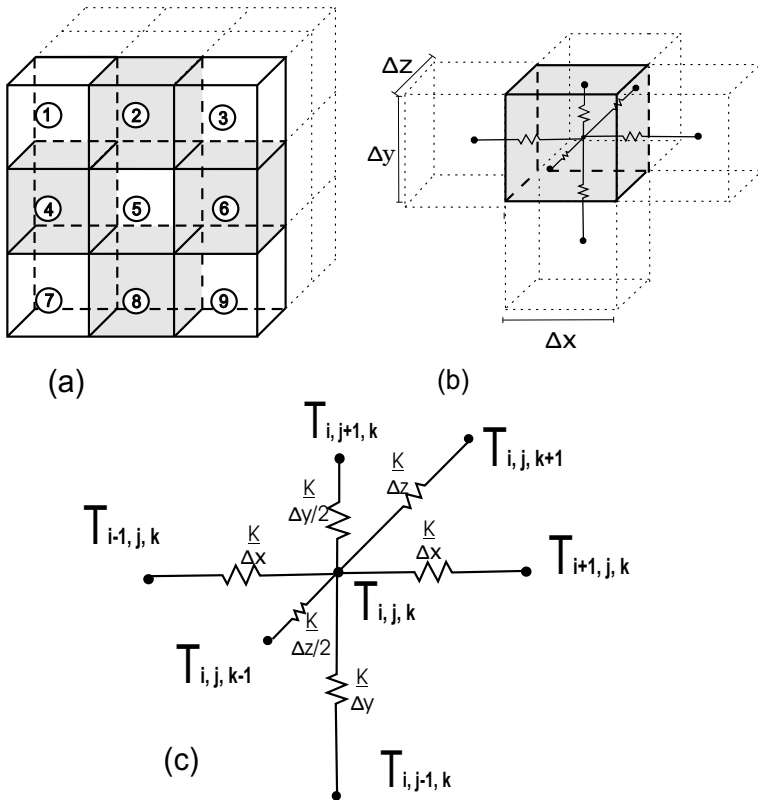 1 2 3
4 5 6
7 8 9
(a)
Δz
Δy
Δx
(b)
T i, j+1, k
T i, j, k+1
K
Δy/2
K
Δz
T i-1, j, k
K
Δx
K
Δx
T i+1, j, k
T i, j, k
K
Δz/2
T i, j, k-1
K
Δy
T i, j-1, k
(c)